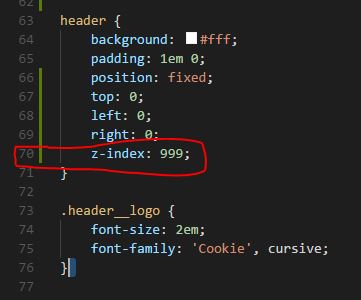 62
63 header {
64 background: #fff;
65 padding: 1em 0;
66 position: fixed;
67 top: 0;
68 left: 0;
69 right: 0;
70 z-index: 999;
71 }
72
73 .header__logo {
74 font-size: 2em;
75 font-family: 'Cookie', cursive;
76 }
77